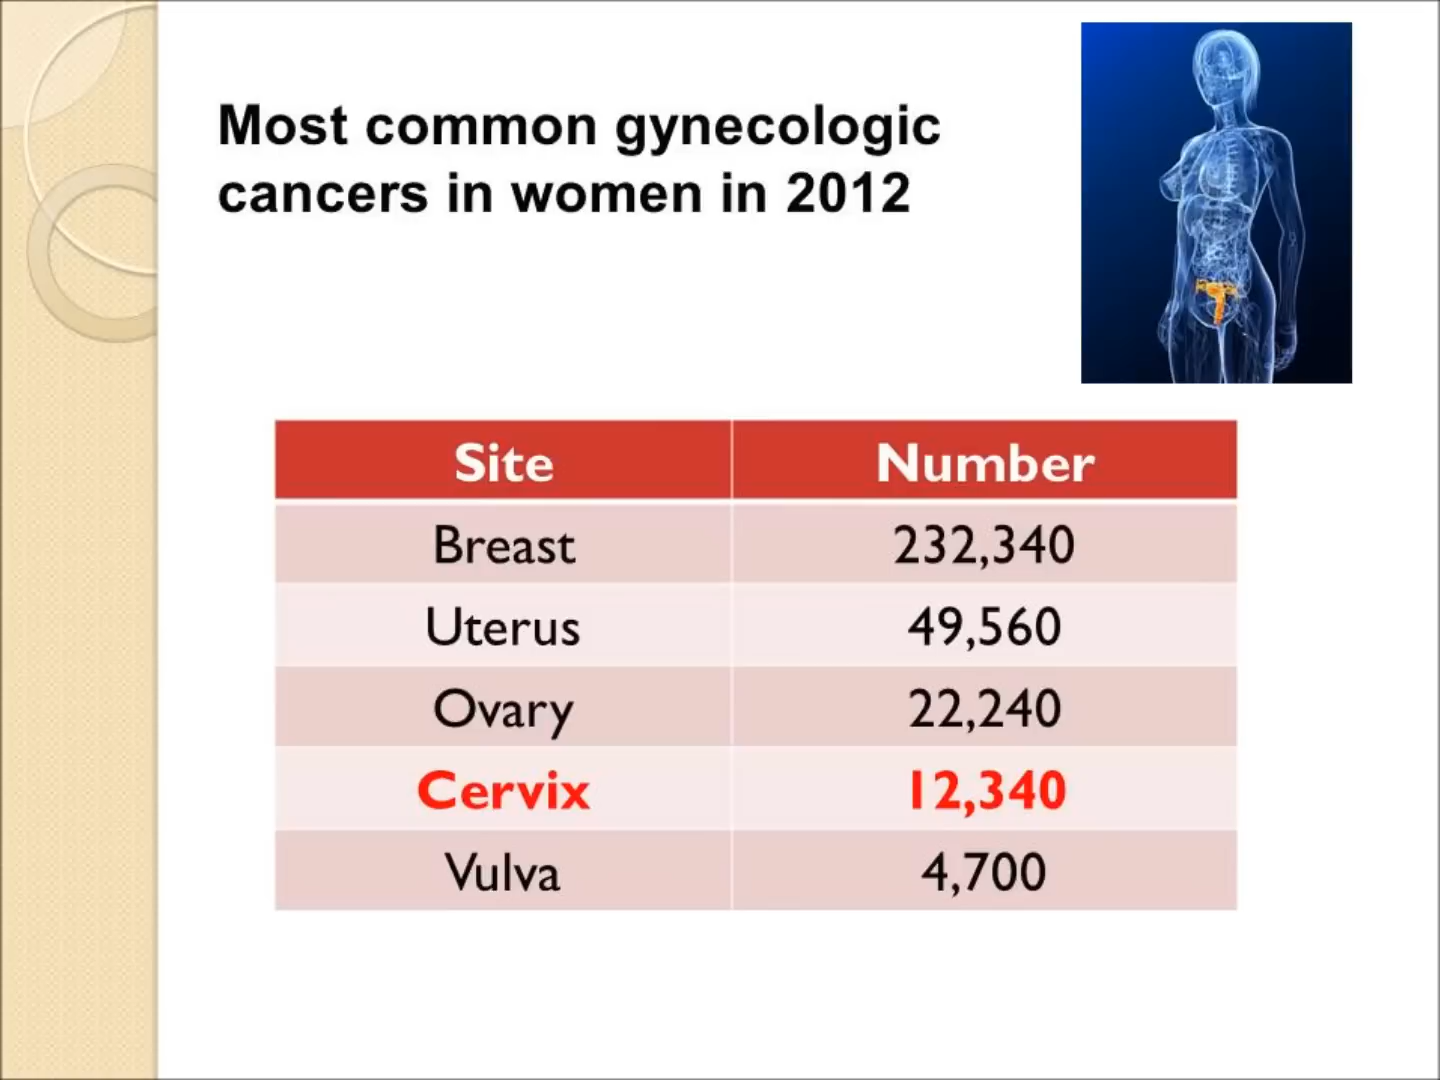 Most common gynecologic
cancers in women in 2012
Site Number
Breast 232,340
Uterus 49,560
Ovary 22,240
Cervix 12,340
Vulva 4,700